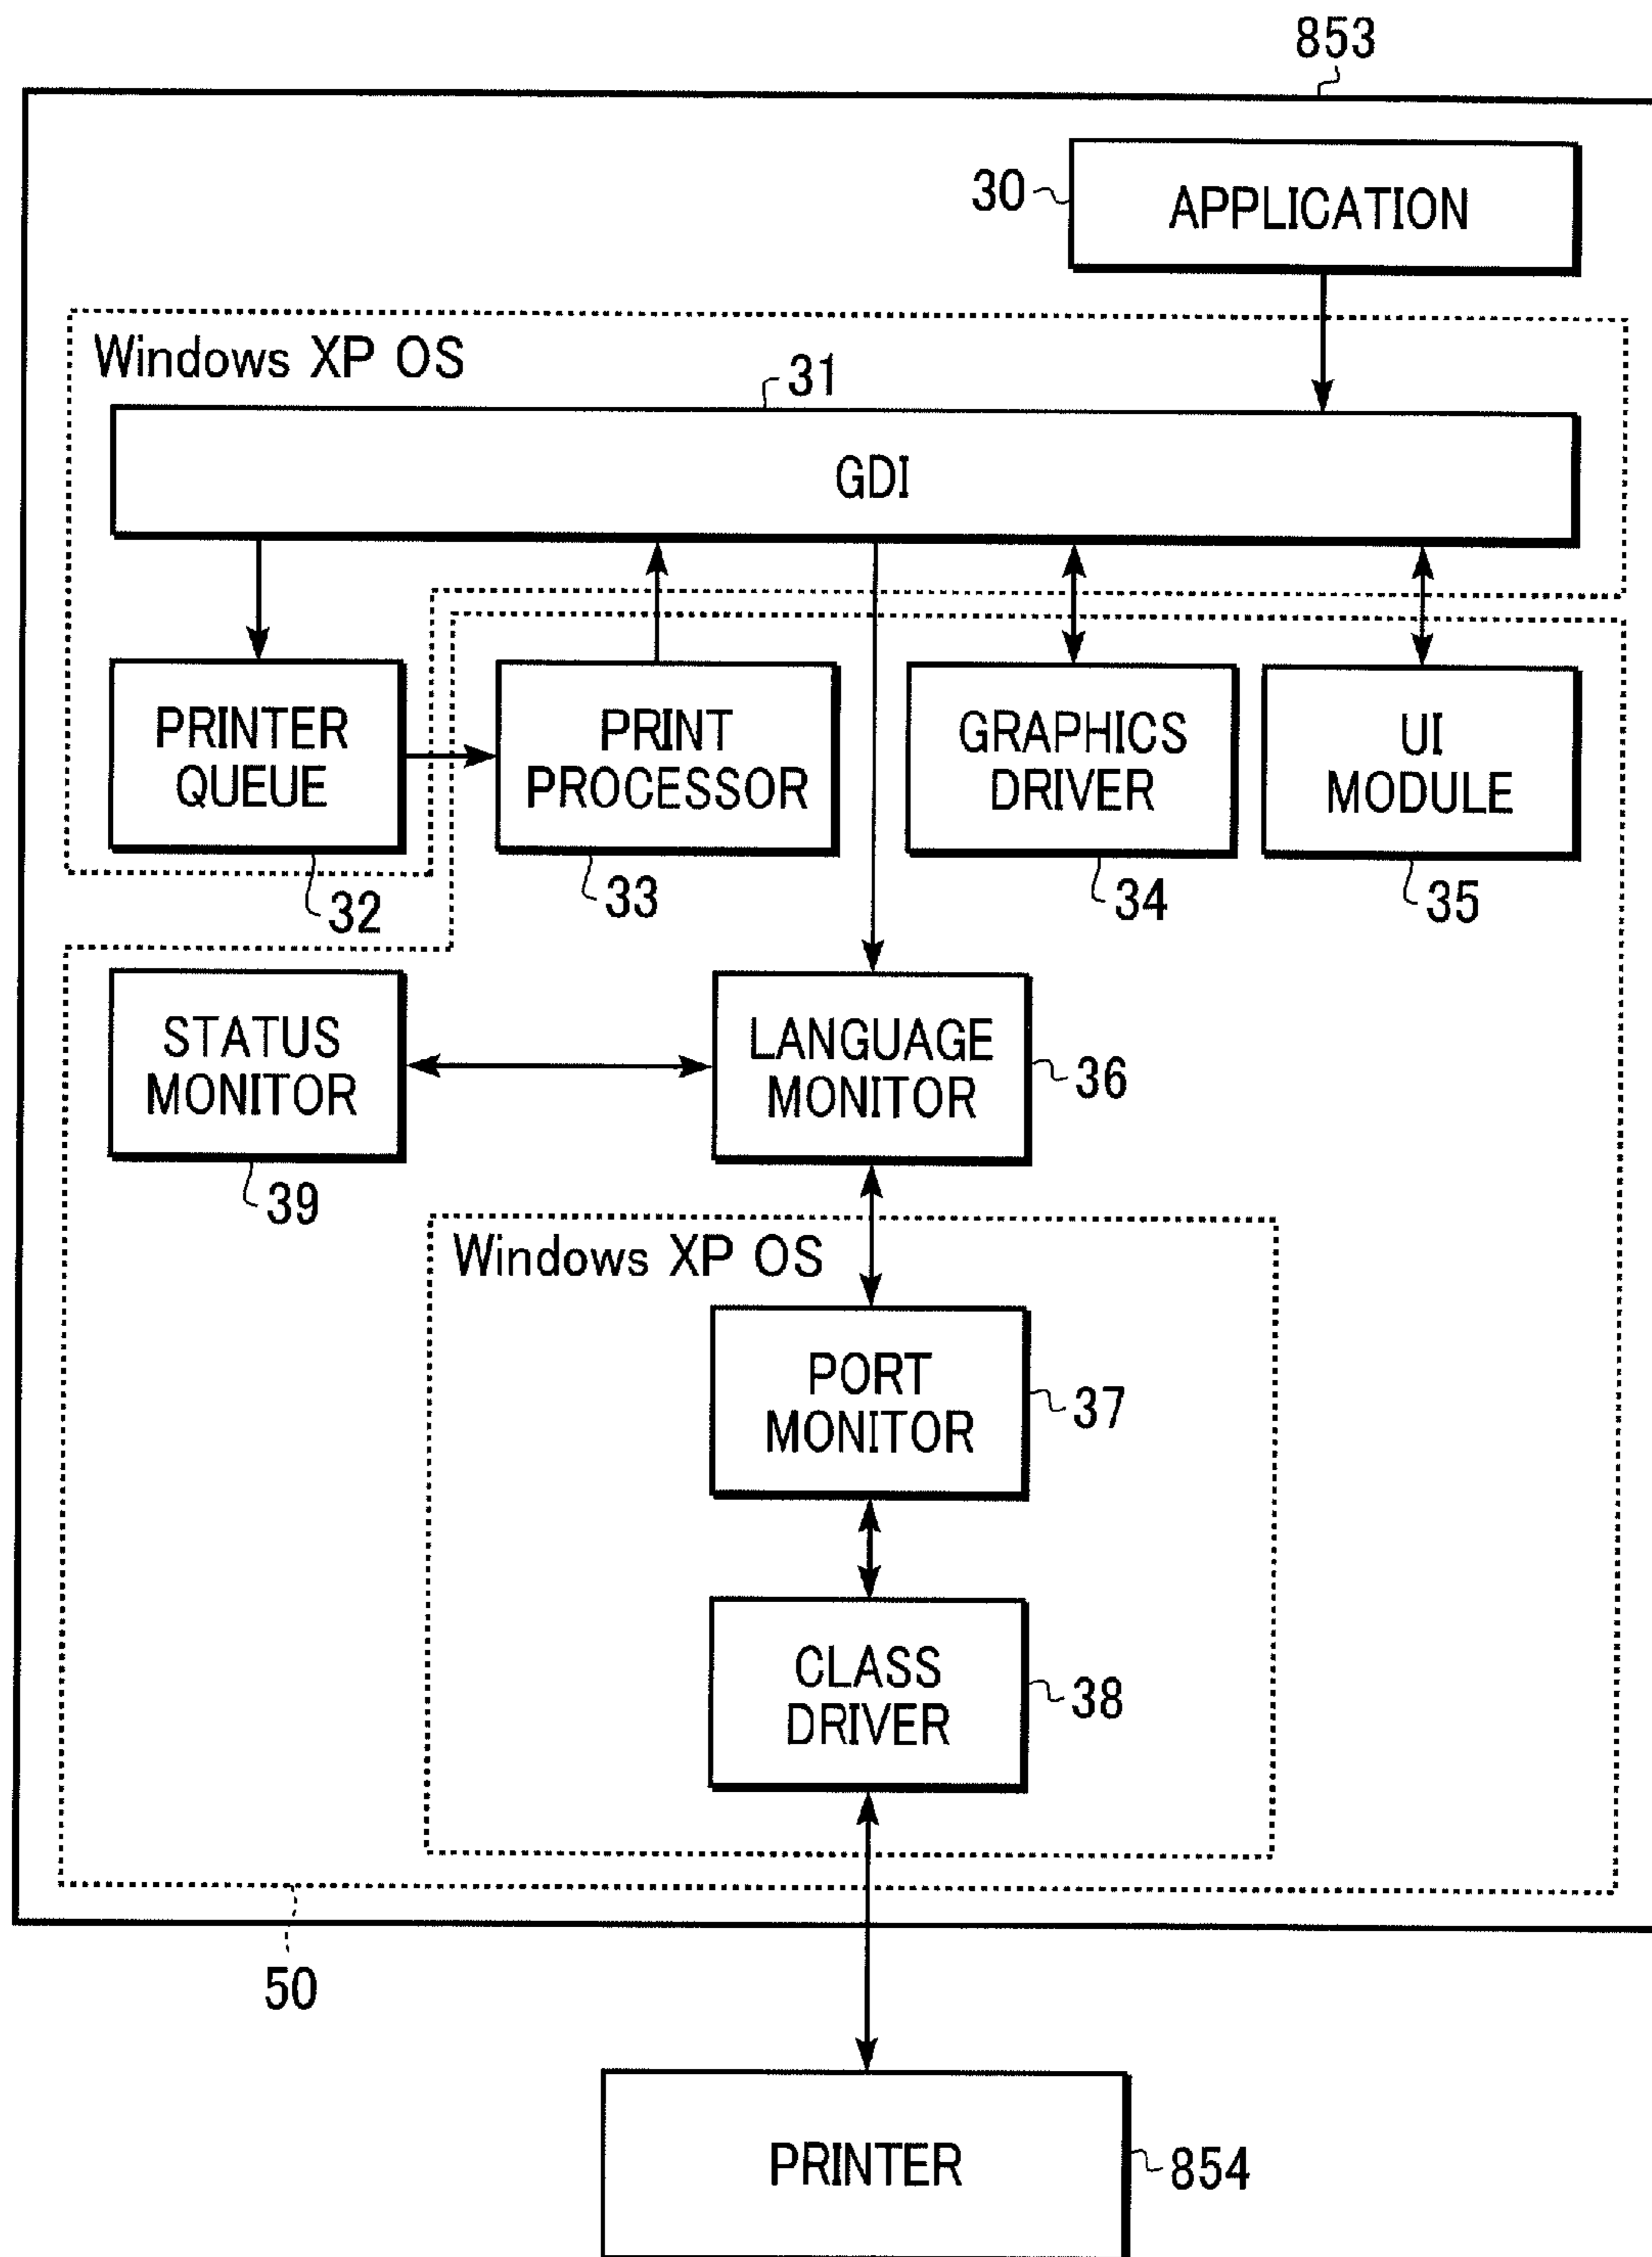 853
30
APPLICATION
Windows XP OS
31
GDI
PRINTER
QUEUE
32
PRINT
PROCESSOR
33
GRAPHICS
DRIVER
34
UI
MODULE
35
STATUS
MONITOR
39
LANGUAGE
MONITOR
36
Windows XP OS
PORT
MONITOR
37
CLASS
DRIVER
38
50
PRINTER
854